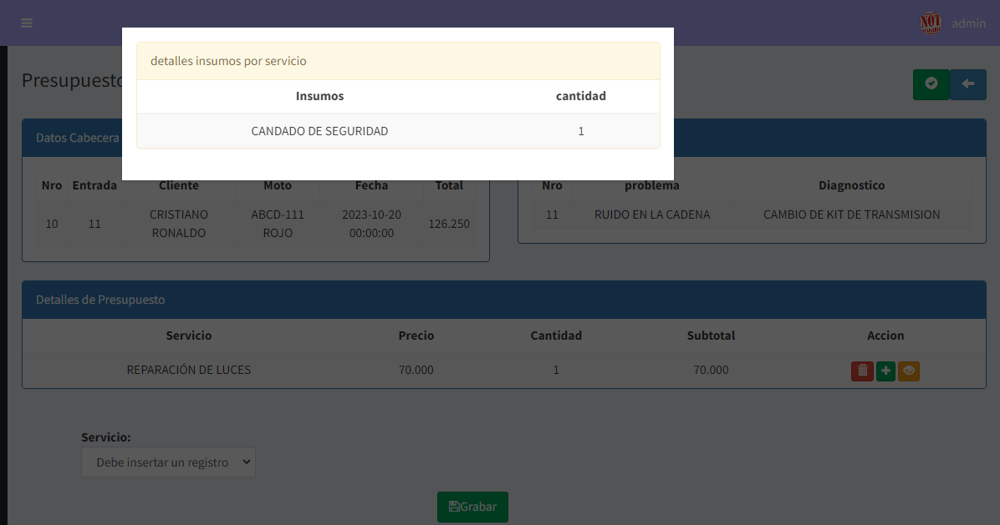 NOT
admin
detalles insumos por servicio
Insumos cantidad
CANDADO DE SEGURIDAD 1
Presupuesto
Datos Cabecera
Nro Entrada Cliente Moto Fecha Total
10 11 CRISTIANO RONALDO ABCD-111 ROJO 2023-10-20 00:00:00 126.250
Nro problema Diagnostico
11 RUIDO EN LA CADENA CAMBIO DE KIT DE TRANSMISION
Detalles de Presupuesto
Servicio Precio Cantidad Subtotal Accion
REPARACIÓN DE LUCES 70.000 1 70.000
Servicio:
Debe insertar un registro
Grabar